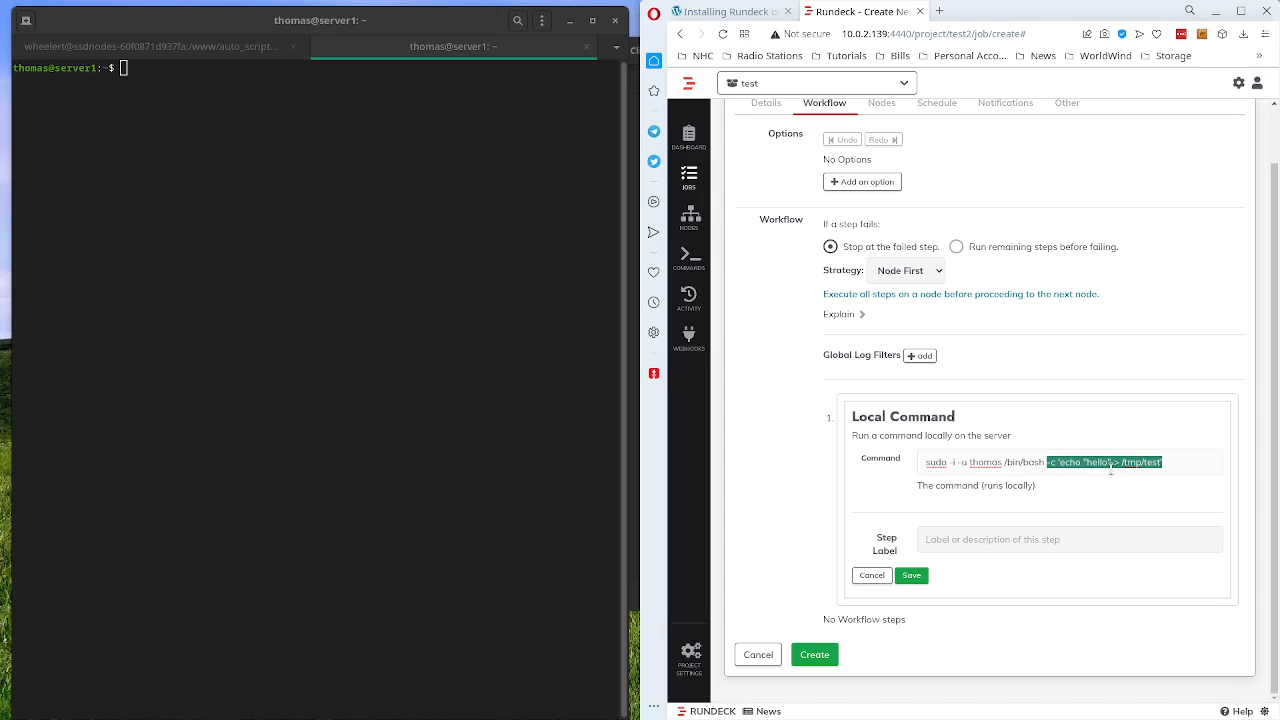 thomas@server1: ~
wheelert@ssdnodes-60f0871d937fa:/www/auto_script...
thomas@server1: ~
thomas@server1:~$
Installing Rundeck o
Rundeck - Create Ne
Not secure
10.0.2.139:4440/project/test2/job/create#
NHC
Radio Stations
Tutorials
Bills
Personal Acco...
News
WoodWind
Project Calculator
»
test
DASHBOARD
JOBS
NODES
COMMANDS
ACTIVITY
WEBHOOKS
PROJECT
SETTINGS
Details
Workflow
Nodes
Schedule
Notifications
Other
Options
Undo
Redo
No Options
Add an option
Workflow
If a step fails:
Stop at the failed step.
Run remaining steps before failing.
Strategy:
Node First
Execute all steps on a node before proceeding to the next node.
Explain
Global Log Filters
add
1.
Local Command
Run a command locally on the server
Command
sudo -i -u thomas /bin/bash -c 'echo "hello" > /tmp/test'
The command (runs locally)
Step
Label
Label or description of this step
Cancel
Save
No Workflow steps
Cancel
Create
RUNDECK
News
Help